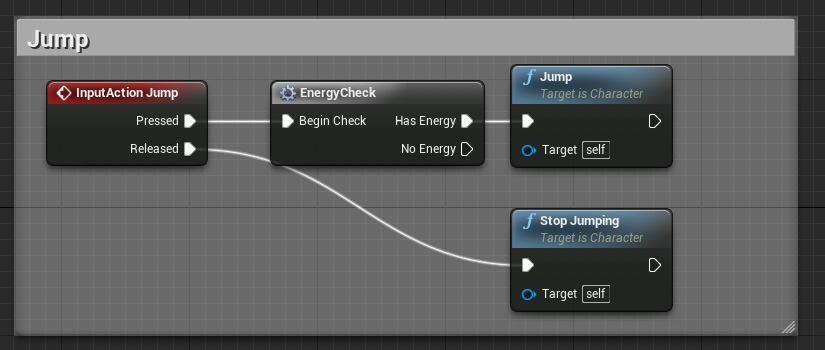 Jump
InputAction Jump
Pressed
Released
EnergyCheck
Begin Check
Has Energy
No Energy
f Jump
Target is Character
Target self
f Stop Jumping
Target is Character
Target self